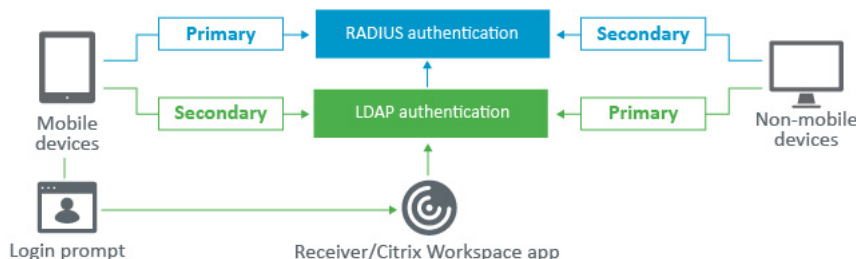 Primary
RADIUS authentication
Secondary
Secondary
LDAP authentication
Primary
Mobile
devices
Non-mobile
devices
Login prompt
Receiver/Citrix Workspace app